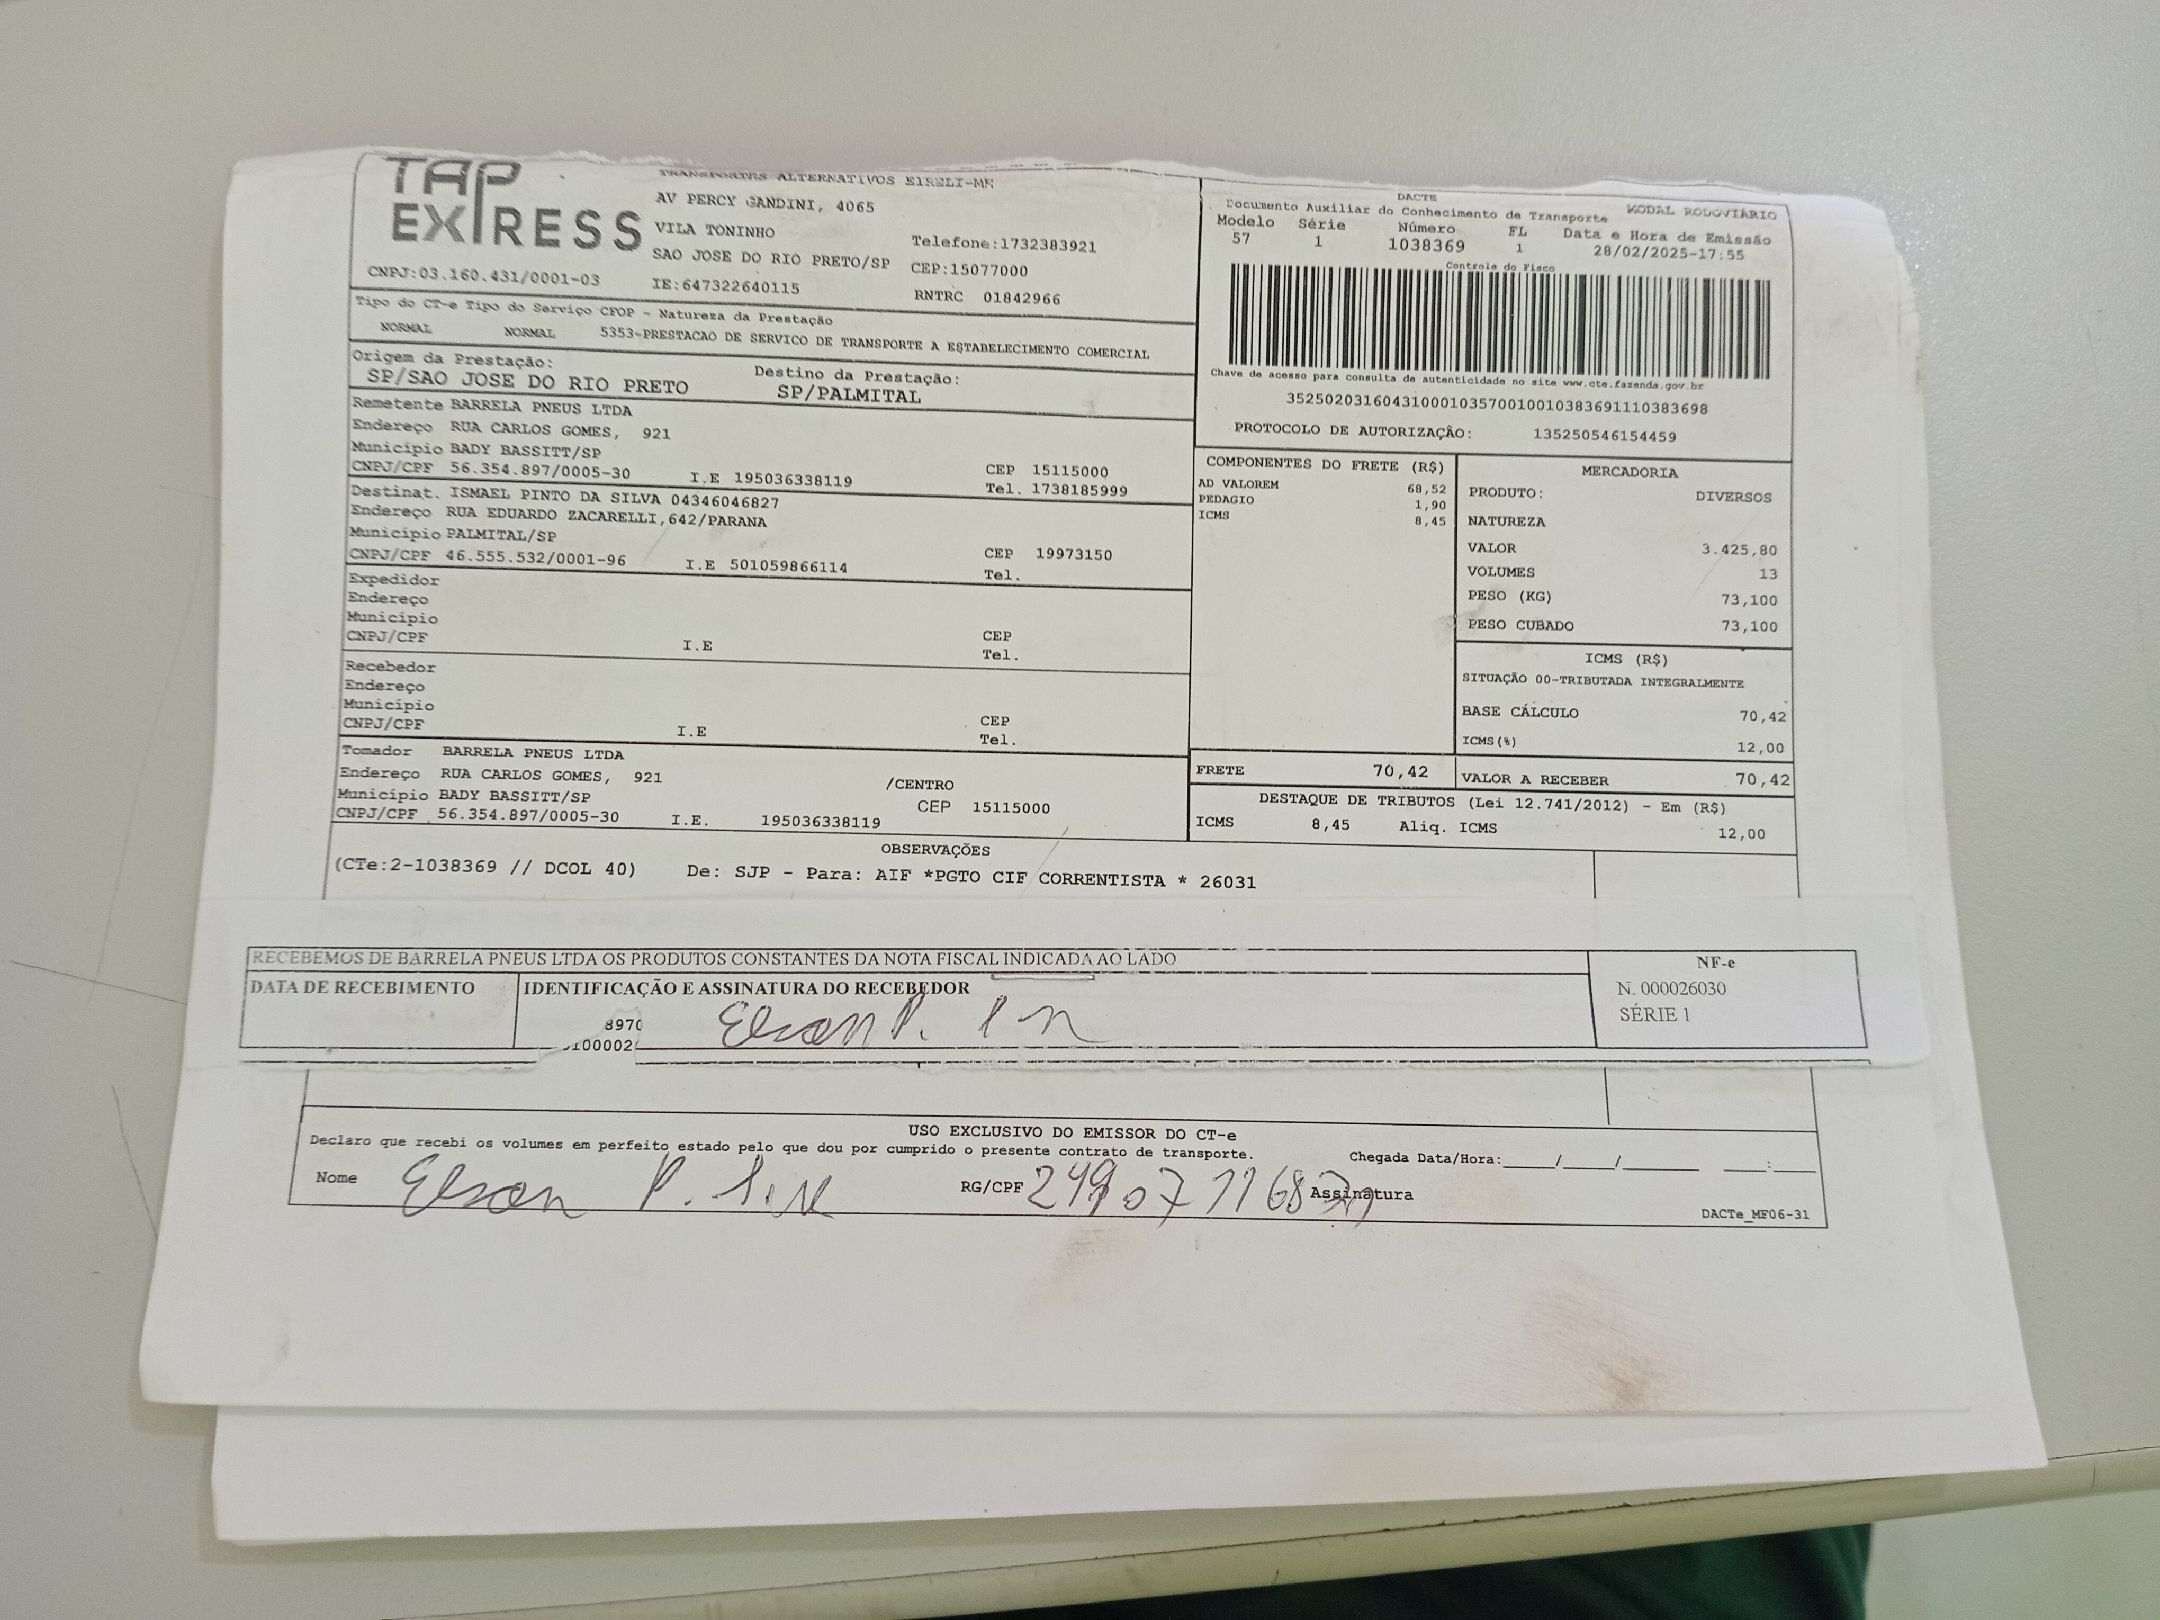 TAP
EXPRESS
TRANSPORTES ALTERNATIVOS EIRELI-ME
AV PERCY GANDINI, 4065
VILA TONINHO
Telefone:1732383921
SAO JOSE DO RIO PRETO/SP CEP:15077000
CNPJ:03.160.431/0001-03 IE:647322640115 RNTRC 01842966
DACTE
Documento Auxiliar do Conhecimento de Transporte MODAL RODOVIÁRIO
Modelo Série Número FL Data e Hora de Emissão
57 1 1038369 1 28/02/2025-17:55
Controle do Fisco
Tipo do CT-e Tipo do Serviço CFOP - Natureza da Prestação
NORMAL NORMAL 5353-PRESTACAO DE SERVICO DE TRANSPORTE A ESTABELECIMENTO COMERCIAL
Origem da Prestação: Destino da Prestação:
SP/SAO JOSE DO RIO PRETO SP/PALMITAL
Chave de acesso para consulta de autenticidade no site www.cte.fazenda.gov.br
35250203160431000103570010010383691110383698
PROTOCOLO DE AUTORIZAÇÃO: 135250546154459
Remetente BARRELA PNEUS LTDA
Endereço RUA CARLOS GOMES, 921
Município BADY BASSITT/SP
CNPJ/CPF 56.354.897/0005-30 I.E 195036338119
CEP 15115000
Tel. 1738185999
Destinat. ISMAEL PINTO DA SILVA 04346046827
Endereço RUA EDUARDO ZACARELLI,642/PARANA
Município PALMITAL/SP
CNPJ/CPF 46.555.532/0001-96 I.E 501059866114
CEP 19973150
Tel.
Expedidor
Endereço
Município
CNPJ/CPF I.E
CEP
Tel.
Recebedor
Endereço
Município
CNPJ/CPF I.E
CEP
Tel.
Tomador BARRELA PNEUS LTDA
Endereço RUA CARLOS GOMES, 921 /CENTRO
Município BADY BASSITT/SP CEP 15115000
CNPJ/CPF 56.354.897/0005-30 I.E. 195036338119
COMPONENTES DO FRETE (R$)
AD VALOREM 68,52
PEDAGIO 1,90
ICMS 8,45
MERCADORIA
PRODUTO: DIVERSOS
NATUREZA
VALOR 3.425,80
VOLUMES 13
PESO (KG) 73,100
PESO CUBADO 73,100
ICMS (R$)
SITUAÇÃO 00-TRIBUTADA INTEGRALMENTE
BASE CÁLCULO 70,42
ICMS(%) 12,00
FRETE 70,42 VALOR A RECEBER 70,42
DESTAQUE DE TRIBUTOS (Lei 12.741/2012) - Em (R$)
ICMS 8,45 Aliq. ICMS 12,00
OBSERVAÇÕES
(CTe:2-1038369 // DCOL 40) De: SJP - Para: AIF *PGTO CIF CORRENTISTA * 26031
RECEBEMOS DE BARRELA PNEUS LTDA OS PRODUTOS CONSTANTES DA NOTA FISCAL INDICADA AO LADO
DATA DE RECEBIMENTO IDENTIFICAÇÃO E ASSINATURA DO RECEBEDOR
8970
100002
Elson P.
NF-e
N. 000026030
SÉRIE 1
USO EXCLUSIVO DO EMISSOR DO CT-e
Declaro que recebi os volumes em perfeito estado pelo que dou por cumprido o presente contrato de transporte. Chegada Data/Hora:_____/_____/_______ ____:____
Nome Elson P. RG/CPF Assinatura
DACTe_MF06-31